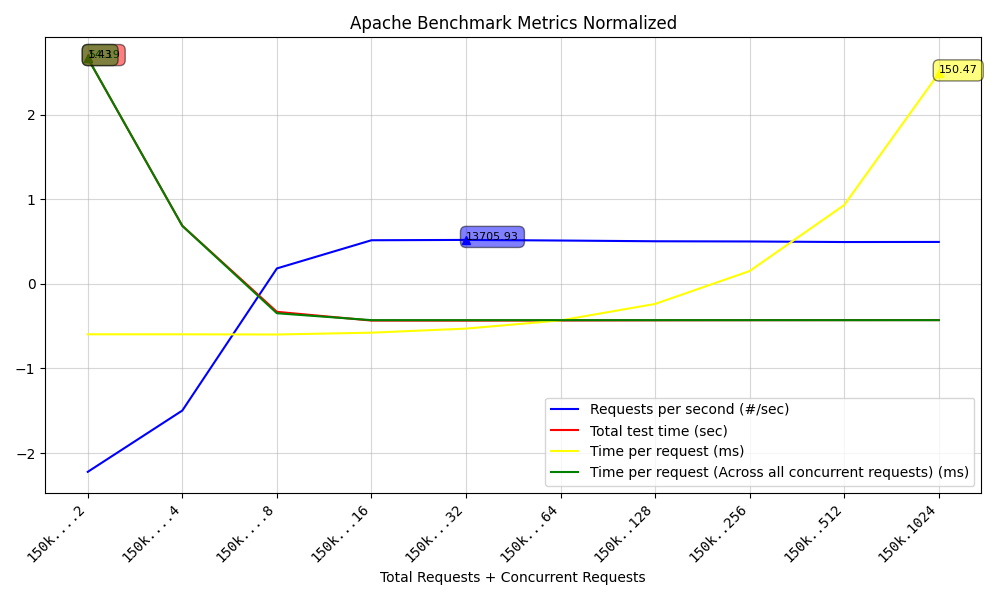 Apache Benchmark Metrics Normalized
150.47
13705.93
2
1
0
−1
−2
Requests per second (#/sec)
Total test time (sec)
Time per request (ms)
Time per request (Across all concurrent requests) (ms)
150k....2
150k....4
150k....8
150k...16
150k...32
150k...64
150k..128
150k..256
150k..512
150k.1024
Total Requests + Concurrent Requests